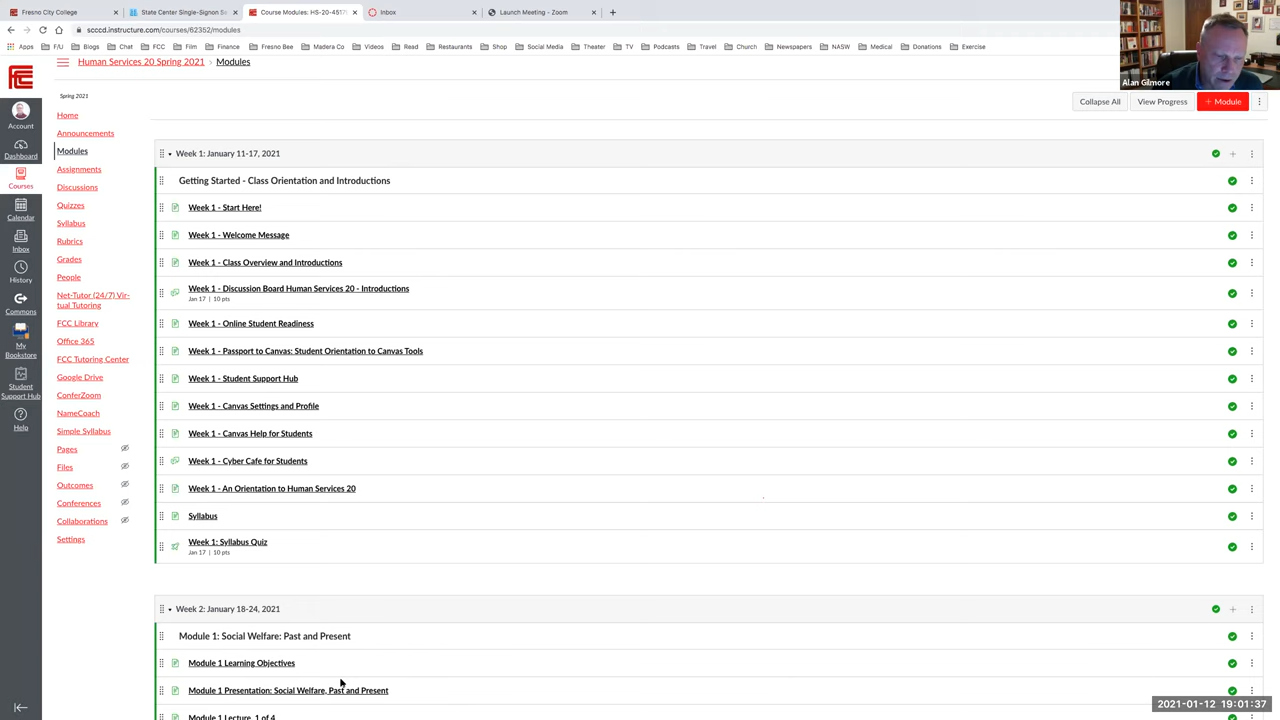 Fresno City College
State Center Single-Signon Se
Course Modules: HS-20-4517
Inbox
Launch Meeting - Zoom
scccd.instructure.com/courses/62352/modules
Apps F/U Blogs Chat FCC Film Finance Fresno Bee Madera Co Videos Read Restaurants Shop Social Media Theater TV Podcasts Travel Church Newspapers NASW Medical Donations Exercise
Human Services 20 Spring 2021 › Modules
Alan Gilmore
Spring 2021
Collapse All
View Progress
+ Module
Account
Dashboard
Courses
Calendar
Inbox
History
Commons
My
Bookstore
Student
Support Hub
Help
Home
Announcements
Modules
Assignments
Discussions
Quizzes
Syllabus
Rubrics
Grades
People
Net-Tutor (24/7) Vir-
tual Tutoring
FCC Library
Office 365
FCC Tutoring Center
Google Drive
ConferZoom
NameCoach
Simple Syllabus
Pages
Files
Outcomes
Conferences
Collaborations
Settings
Week 1: January 11-17, 2021
Getting Started - Class Orientation and Introductions
Week 1 - Start Here!
Week 1 - Welcome Message
Week 1 - Class Overview and Introductions
Week 1 - Discussion Board Human Services 20 - Introductions
Jan 17 | 10 pts
Week 1 - Online Student Readiness
Week 1 - Passport to Canvas: Student Orientation to Canvas Tools
Week 1 - Student Support Hub
Week 1 - Canvas Settings and Profile
Week 1 - Canvas Help for Students
Week 1 - Cyber Cafe for Students
Week 1 - An Orientation to Human Services 20
Syllabus
Week 1: Syllabus Quiz
Jan 17 | 10 pts
Week 2: January 18-24, 2021
Module 1: Social Welfare: Past and Present
Module 1 Learning Objectives
Module 1 Presentation: Social Welfare, Past and Present
Module 1 Lecture, 1 of 4
2021-01-12 19:01:37